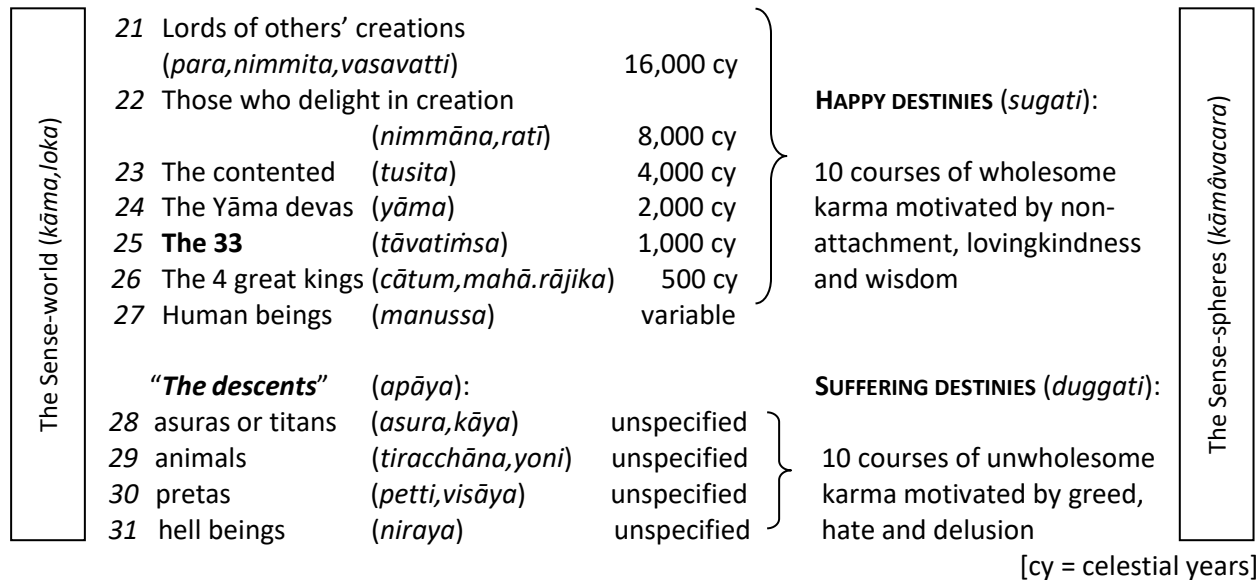 The Sense-world (kāma,loka)
21 Lords of others’ creations
(para,nimmita,vasavatti) 16,000 cy
22 Those who delight in creation
(nimmāna,ratī) 8,000 cy
23 The contented (tusita) 4,000 cy
24 The Yāma devas (yāma) 2,000 cy
25 The 33 (tāvatiṁsa) 1,000 cy
26 The 4 great kings (cātum,mahā.rājika) 500 cy
27 Human beings (manussa) variable
HAPPY DESTINIES (sugati):
10 courses of wholesome
karma motivated by non-
attachment, lovingkindness
and wisdom
“The descents” (apāya):
28 asuras or titans (asura,kāya) unspecified
29 animals (tiracchāna,yoni) unspecified
30 pretas (petti,visāya) unspecified
31 hell beings (niraya) unspecified
SUFFERING DESTINIES (duggati):
10 courses of unwholesome
karma motivated by greed,
hate and delusion
The Sense-spheres (kāmâvacara)
[cy = celestial years]